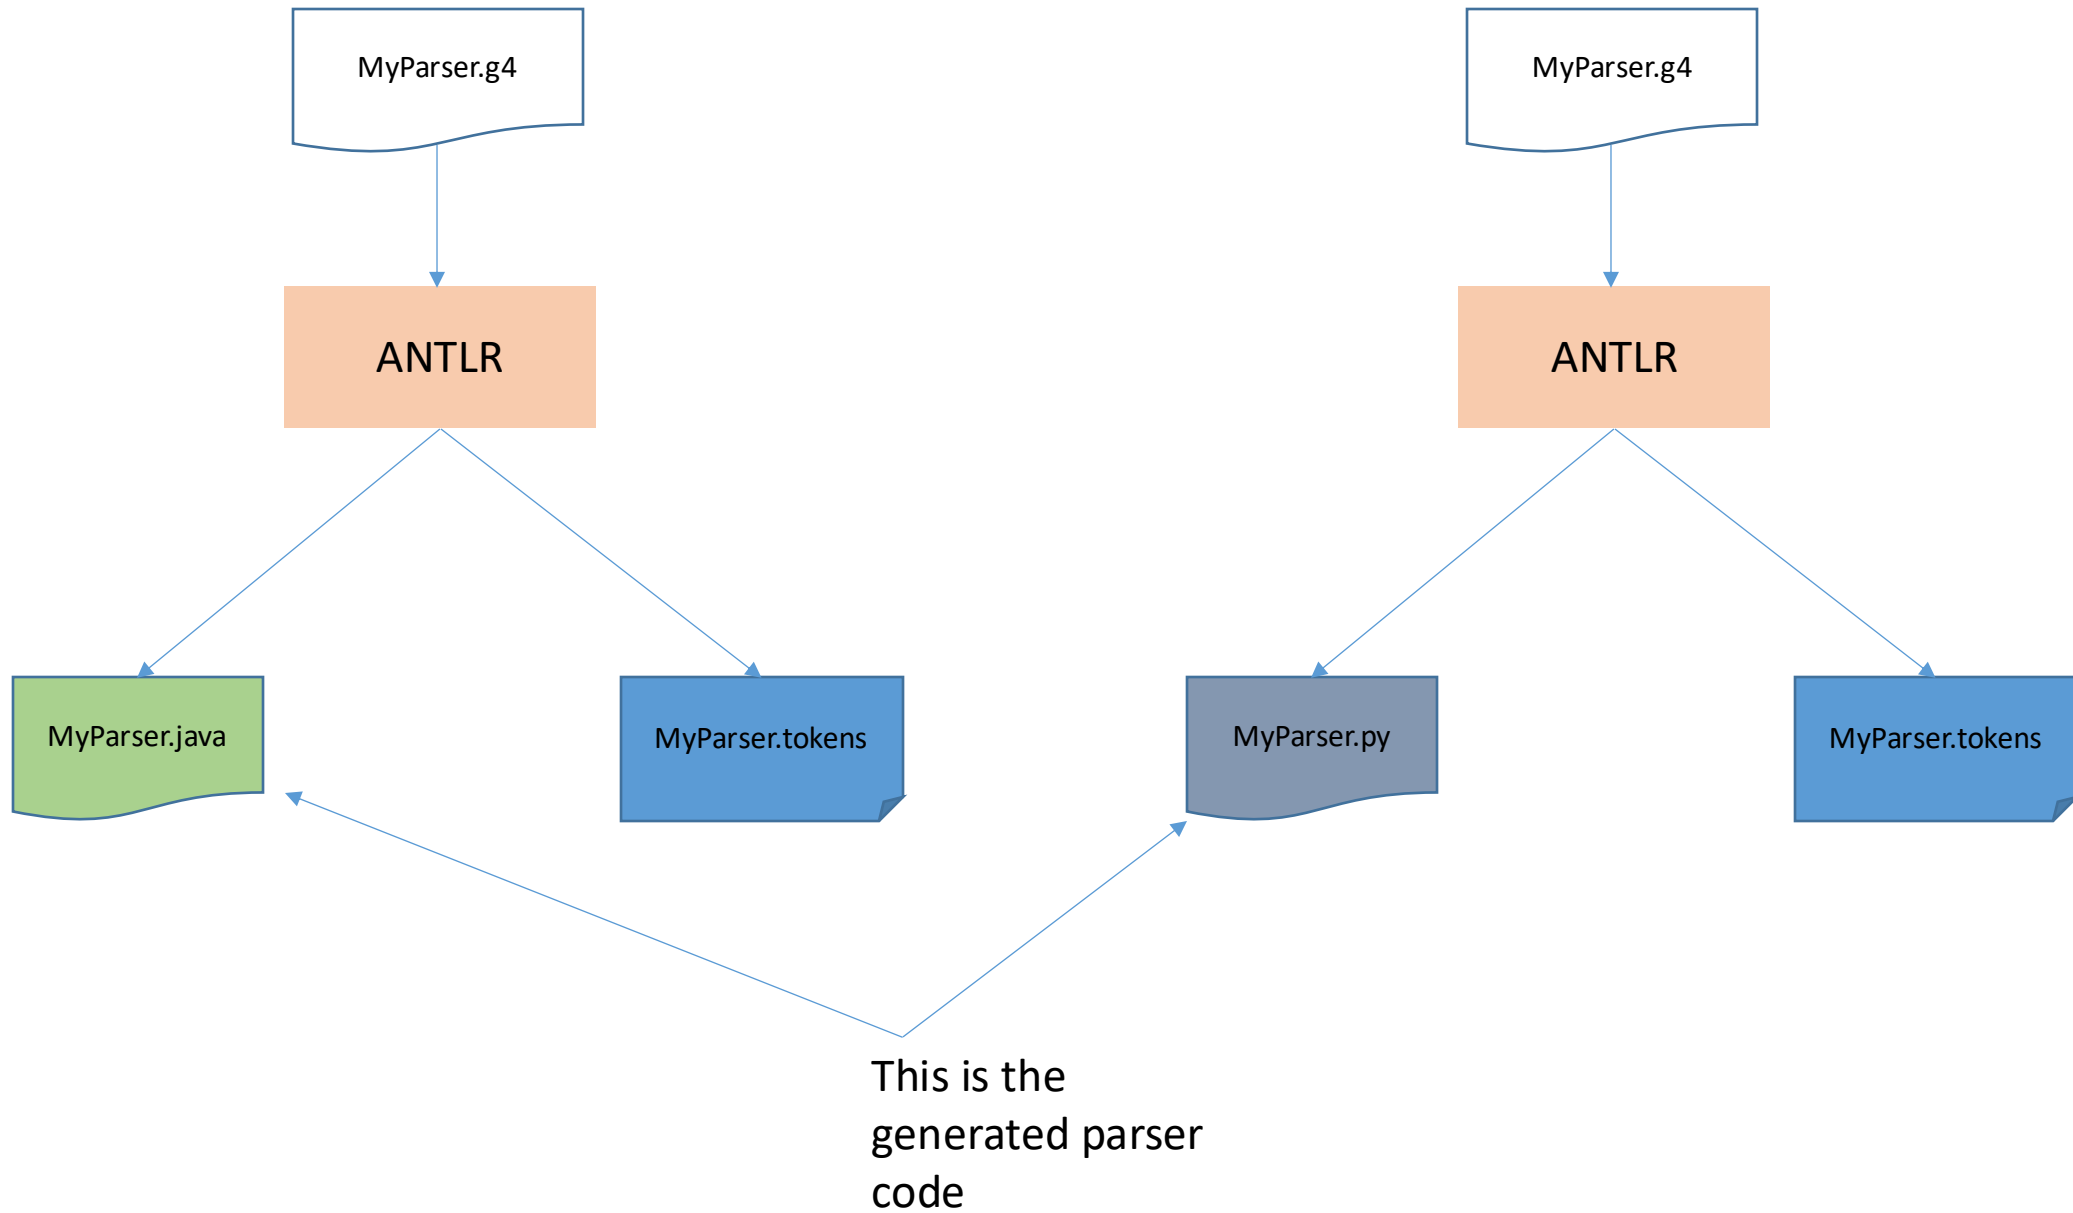 MyParser.g4
MyParser.g4
ANTLR
ANTLR
MyParser.java
MyParser.tokens
MyParser.py
MyParser.tokens
This is the
generated parser
code